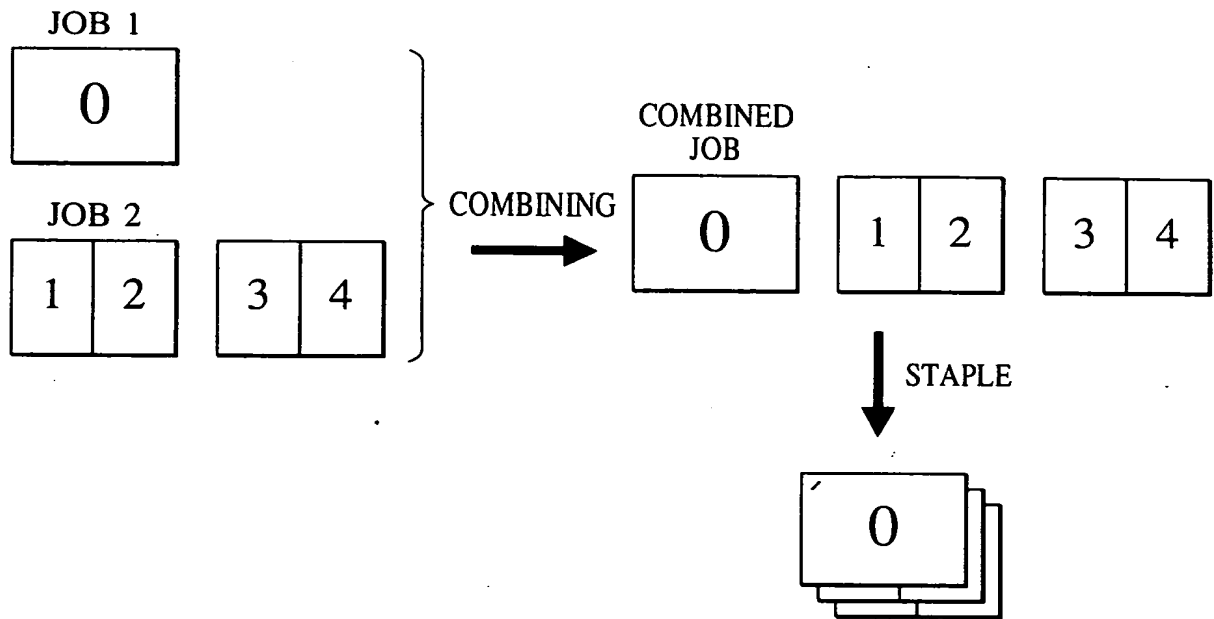 JOB 1
0
JOB 2
1 2 3 4
COMBINING
COMBINED
JOB
0 1 2 3 4
STAPLE
0